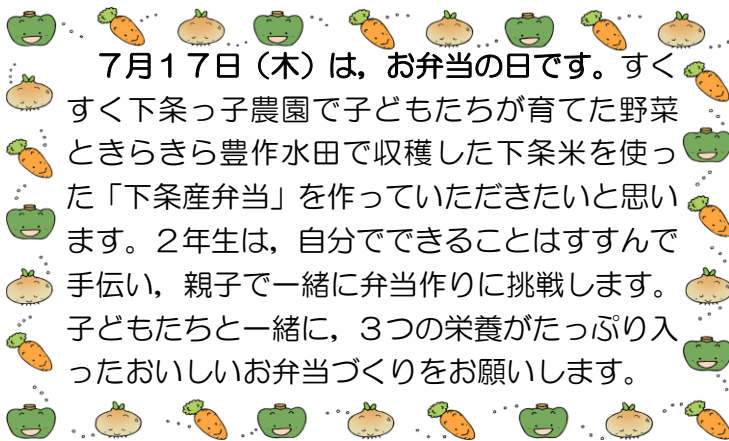 ７月１７日（木）は，お弁当の日です。すく
すく下条っ子農園で子どもたちが育てた野菜
ときらきら豊作水田で収穫した下条米を使っ
た「下条産弁当」を作っていただきたいと思い
ます。２年生は，自分でできることはすすんで
手伝い，親子で一緒に弁当作りに挑戦します。
子どもたちと一緒に，３つの栄養がたっぷり入
ったおいしいお弁当づくりをお願いします。